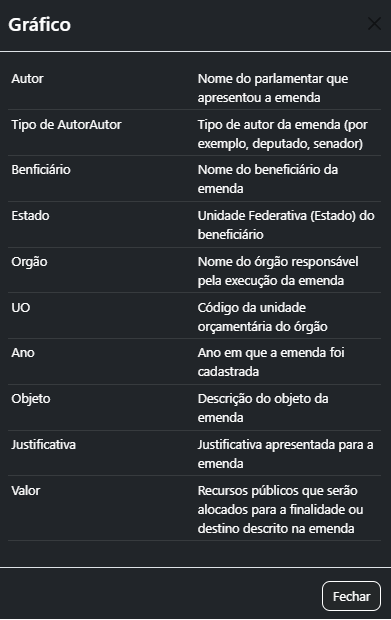 Gráfico
Autor
Nome do parlamentar que
apresentou a emenda
Tipo de AutorAutor
Tipo de autor da emenda (por
exemplo, deputado, senador)
Benficiário
Nome do beneficiário da
emenda
Estado
Unidade Federativa (Estado) do
beneficiário
Orgão
Nome do órgão responsável
pela execução da emenda
UO
Código da unidade
orçamentária do órgão
Ano
Ano em que a emenda foi
cadastrada
Objeto
Descrição do objeto da
emenda
Justificativa
Justificativa apresentada para a
emenda
Valor
Recursos públicos que serão
alocados para a finalidade ou
destino descrito na emenda
Fechar